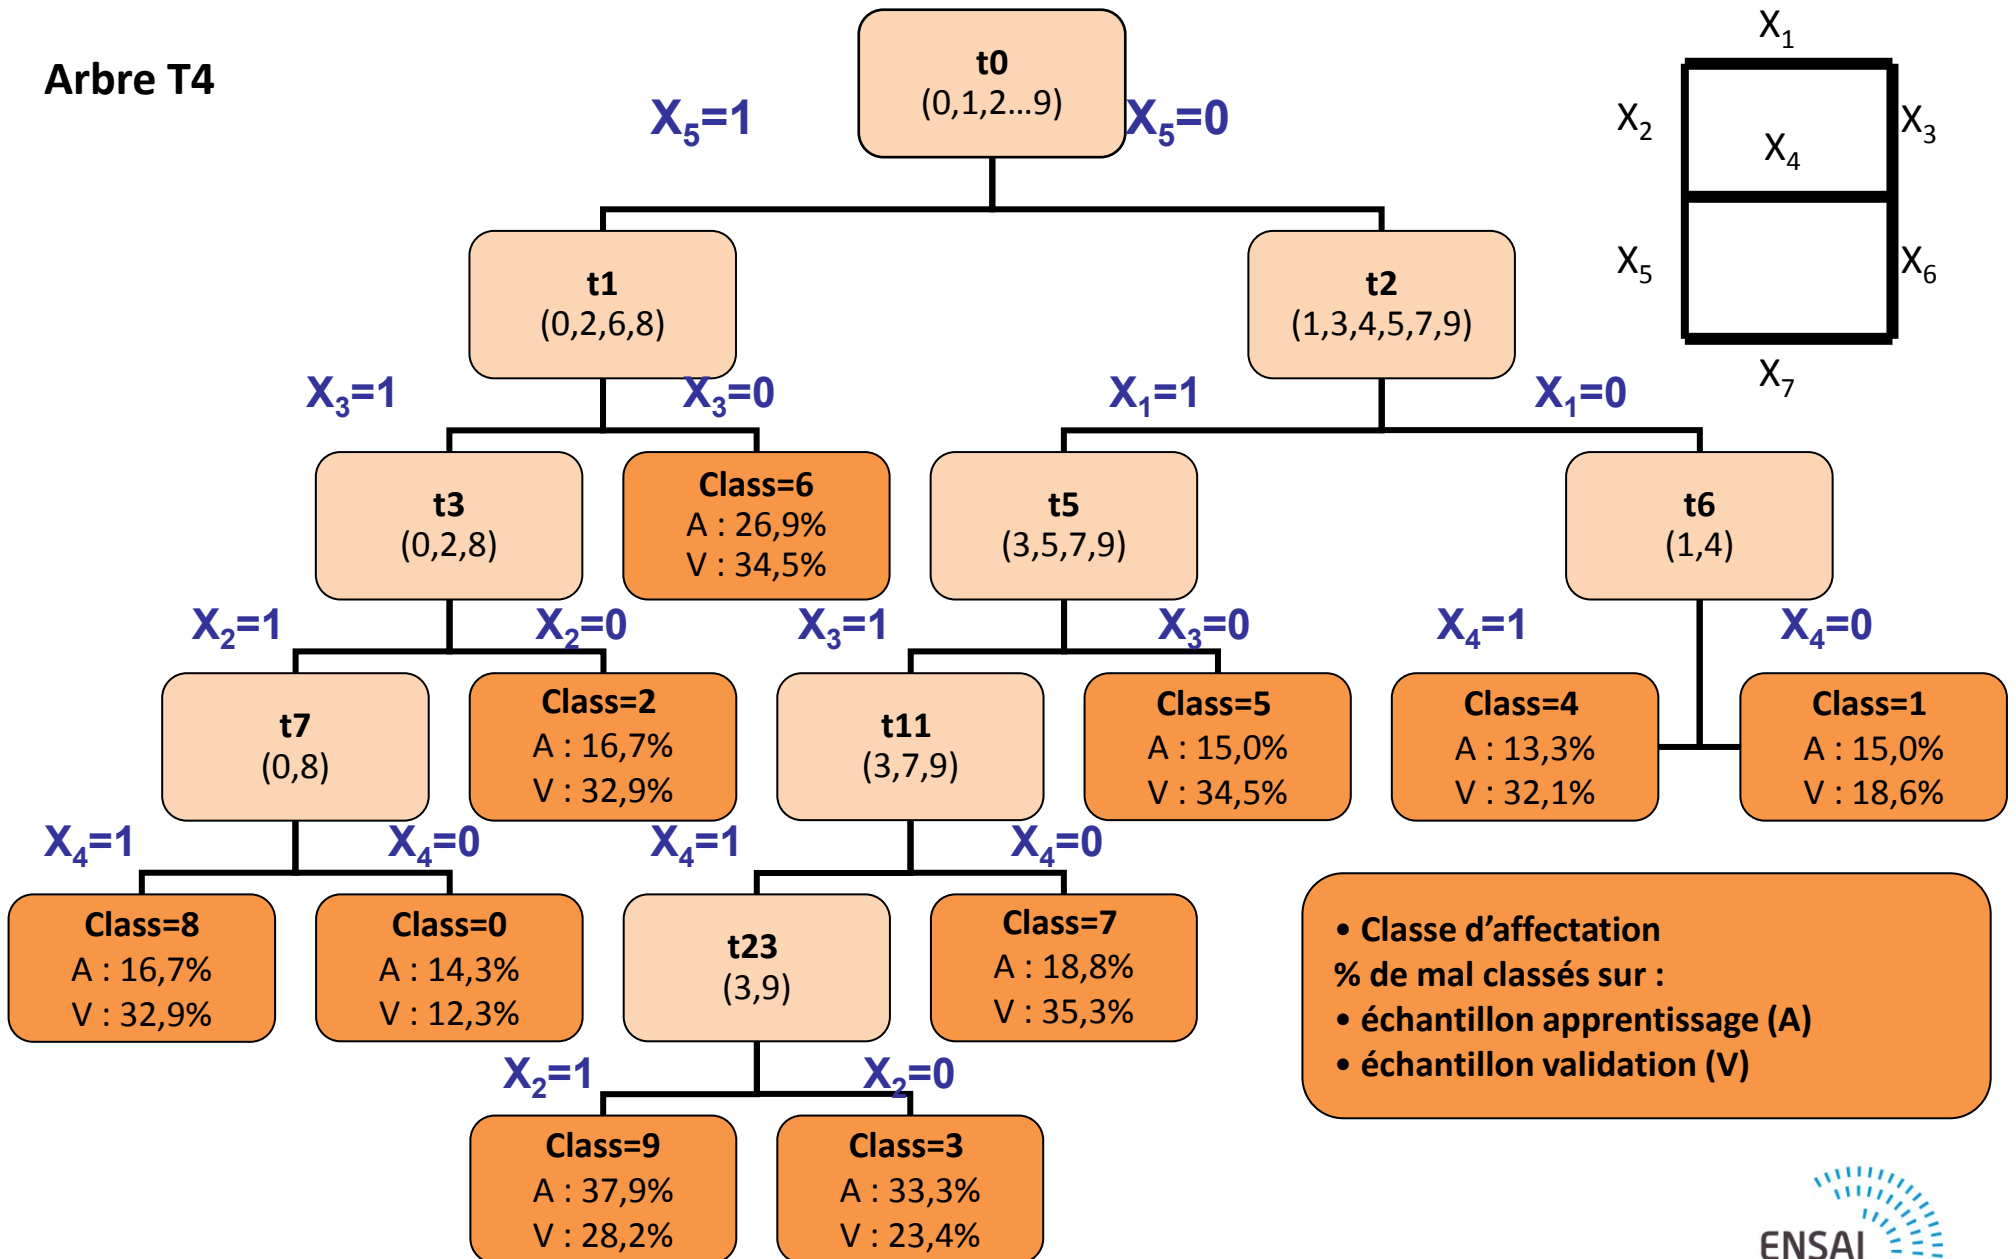 Arbre T4
t0
(0,1,2...9)
X₅=1
X₅=0
X₁
X₂
X₃
X₄
X₅
X₆
X₇
t1
(0,2,6,8)
t2
(1,3,4,5,7,9)
X₃=1
X₃=0
X₁=1
X₁=0
t3
(0,2,8)
Class=6
A : 26,9%
V : 34,5%
t5
(3,5,7,9)
t6
(1,4)
X₂=1
X₂=0
X₃=1
X₃=0
X₄=1
X₄=0
t7
(0,8)
Class=2
A : 16,7%
V : 32,9%
t11
(3,7,9)
Class=5
A : 15,0%
V : 34,5%
Class=4
A : 13,3%
V : 32,1%
Class=1
A : 15,0%
V : 18,6%
X₄=1
X₄=0
X₄=1
X₄=0
Class=8
A : 16,7%
V : 32,9%
Class=0
A : 14,3%
V : 12,3%
t23
(3,9)
Class=7
A : 18,8%
V : 35,3%
• Classe d’affectation
% de mal classés sur :
• échantillon apprentissage (A)
• échantillon validation (V)
X₂=1
X₂=0
Class=9
A : 37,9%
V : 28,2%
Class=3
A : 33,3%
V : 23,4%
ENSAI